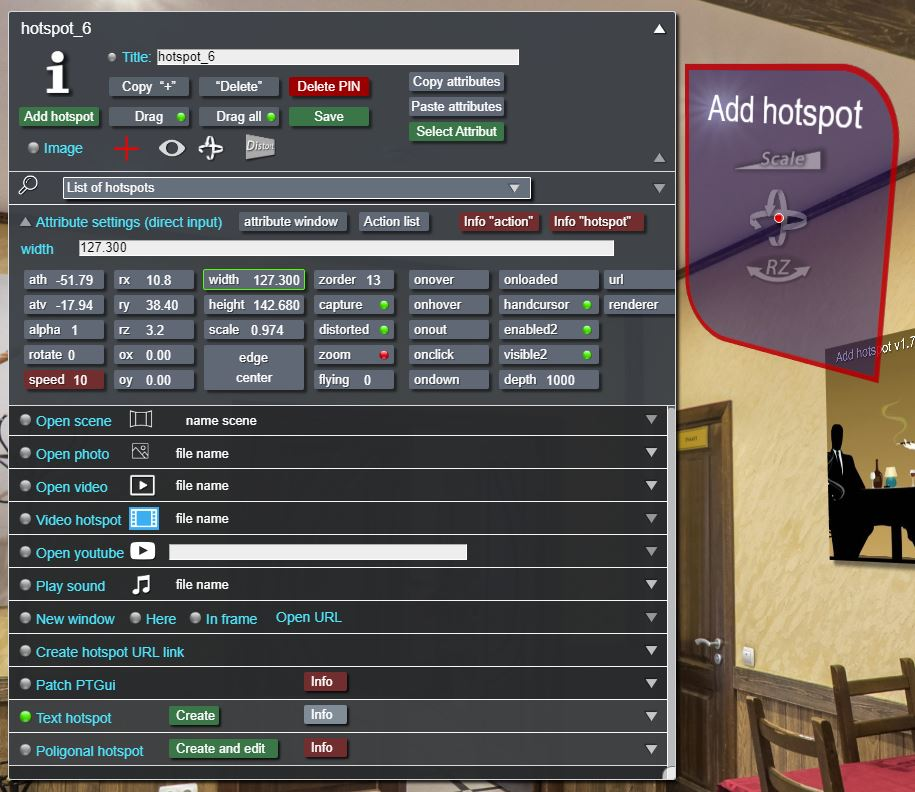 hotspot_6
Title: hotspot_6
Copy "+" "Delete" Delete PIN
Copy attributes
Paste attributes
Add hotspot Drag Drag all Save
Select Attribut
Image Distort
List of hotspots
Attribute settings (direct input) attribute window Action list Info "action" Info "hotspot"
width 127.300
ath -51.79 rx 10.8 width 127.300 zorder 13 onover onloaded url
atv -17.94 ry 38.40 height 142.680 capture onhover handcursor renderer
alpha 1 rz 3.2 scale 0.974 distorted onout enabled2
rotate 0 ox 0.00 edge zoom onclick visible2
speed 10 oy 0.00 center flying 0 ondown depth 1000
Open scene name scene
Open photo file name
Open video file name
Video hotspot file name
Open youtube
Play sound file name
New window Here In frame Open URL
Create hotspot URL link
Patch PTGui Info
Text hotspot Create Info
Poligonal hotspot Create and edit Info
Add hotspot
Scale
RZ
Add hotspot v1.7